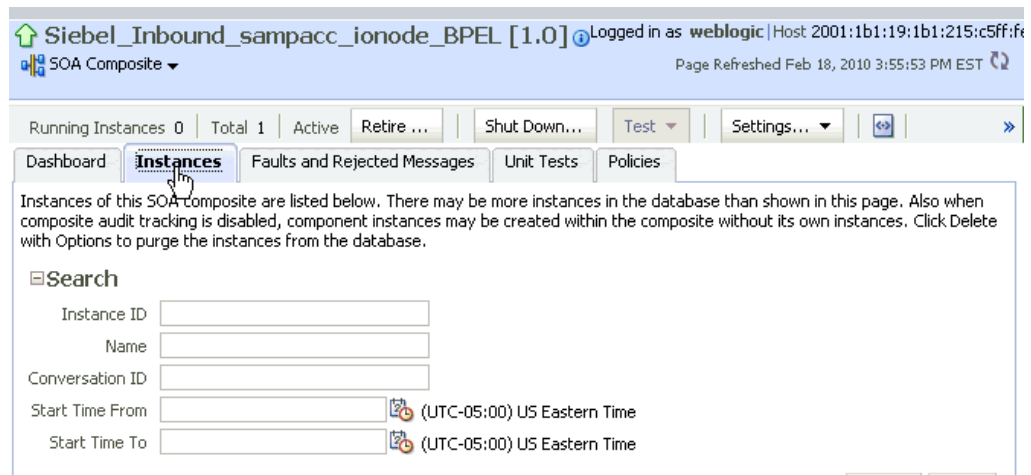 Siebel_Inbound_sampacc_ionode_BPEL [1.0] Logged in as weblogic | Host 2001:1b1:19:1b1:215:c5ff:fe
SOA Composite Page Refreshed Feb 18, 2010 3:55:53 PM EST
Running Instances 0 Total 1 Active Retire ... Shut Down... Test Settings... »
Dashboard Instances Faults and Rejected Messages Unit Tests Policies
Instances of this SOA composite are listed below. There may be more instances in the database than shown in this page. Also when
composite audit tracking is disabled, component instances may be created within the composite without its own instances. Click Delete
with Options to purge the instances from the database.
Search
Instance ID
Name
Conversation ID
Start Time From (UTC-05:00) US Eastern Time
Start Time To (UTC-05:00) US Eastern Time